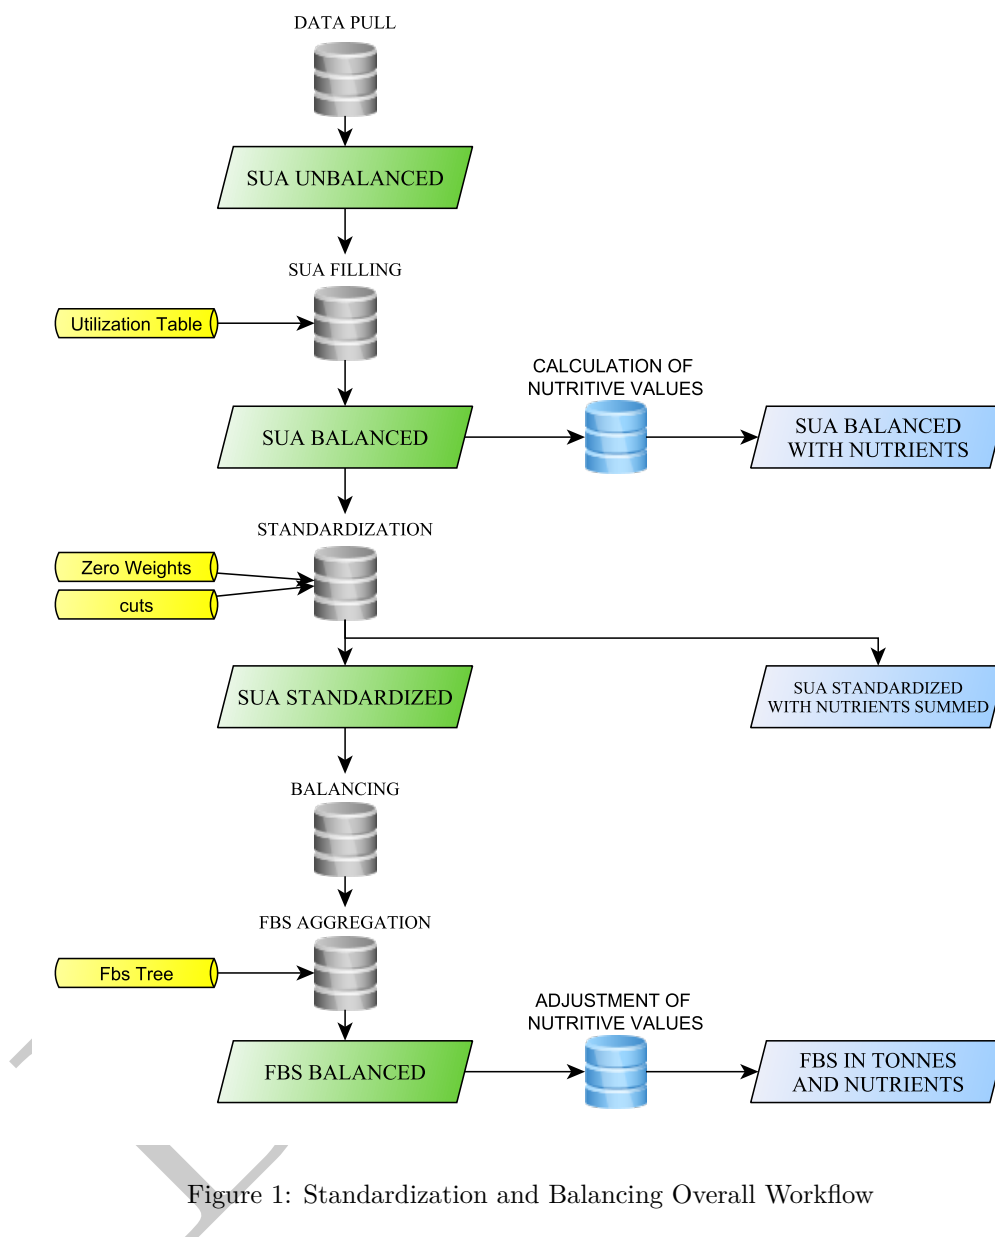 DATA PULL
SUA UNBALANCED
SUA FILLING
Utilization Table
CALCULATION OF
NUTRITIVE VALUES
SUA BALANCED
SUA BALANCED
WITH NUTRIENTS
STANDARDIZATION
Zero Weights
cuts
SUA STANDARDIZED
SUA STANDARDIZED
WITH NUTRIENTS SUMMED
BALANCING
FBS AGGREGATION
Fbs Tree
ADJUSTMENT OF
NUTRITIVE VALUES
FBS BALANCED
FBS IN TONNES
AND NUTRIENTS
Figure 1: Standardization and Balancing Overall Workflow